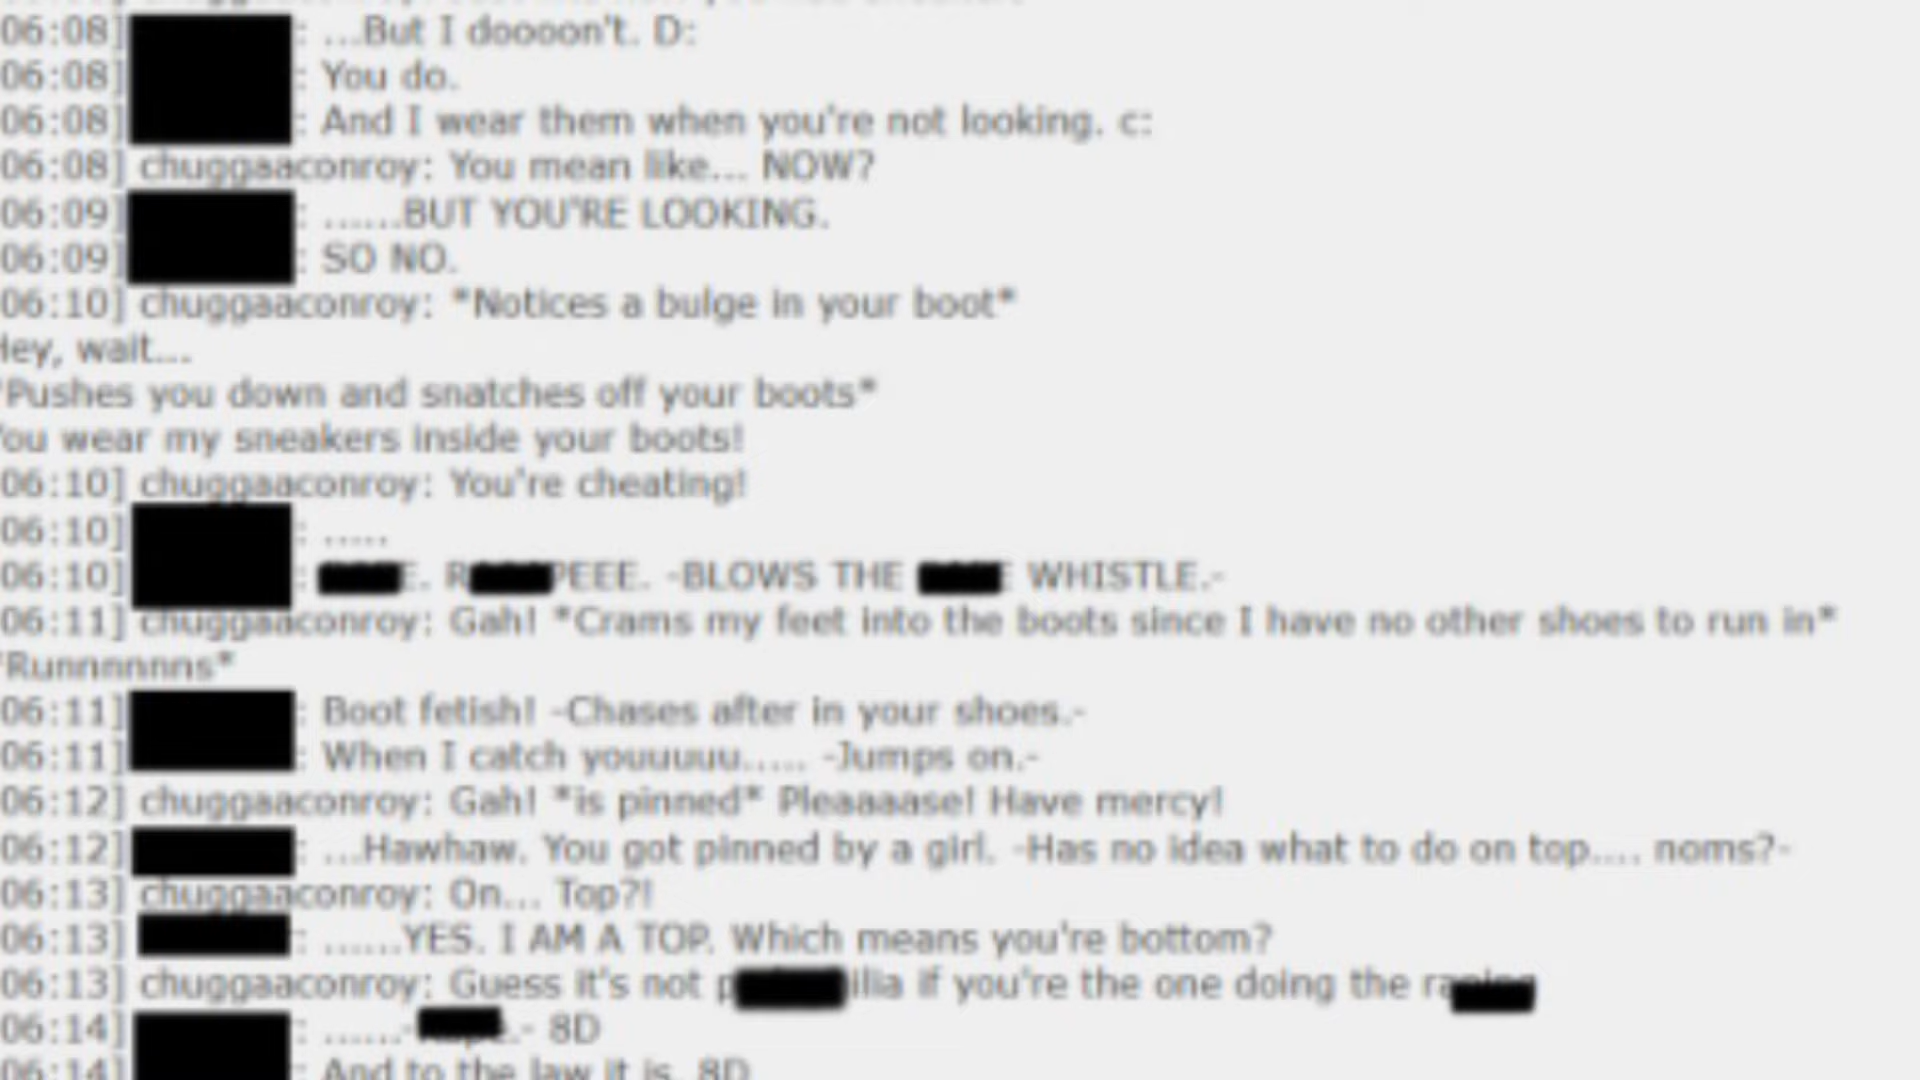 06:08] : ...But I doooon't. D:
06:08] : You do.
06:08] : And I wear them when you're not looking. c:
06:08] chuggaaconroy: You mean like... NOW?
06:09] : ......BUT YOU'RE LOOKING.
06:09] : SO NO.
06:10] chuggaaconroy: *Notices a bulge in your boot*
Hey, wait...
*Pushes you down and snatches off your boots*
You wear my sneakers inside your boots!
06:10] chuggaaconroy: You're cheating!
06:10] : .....
06:10] : -BLOWS THE WHISTLE.-
06:11] chuggaaconroy: Gah! *Crams my feet into the boots since I have no other shoes to run in*
*Runnnnnns*
06:11] : Boot fetish! -Chases after in your shoes.-
06:11] : When I catch youuuuu..... -Jumps on.-
06:12] chuggaaconroy: Gah! *is pinned* Pleaaaase! Have mercy!
06:12] : ...Hawhaw. You got pinned by a girl. -Has no idea what to do on top.... noms?-
06:13] chuggaaconroy: On... Top?!
06:13] : ......YES. I AM A TOP. Which means you're bottom?
06:13] chuggaaconroy: Guess it's not if you're the one doing the
06:14] : ......- .- 8D
06:14] : And to the law it is. 8D